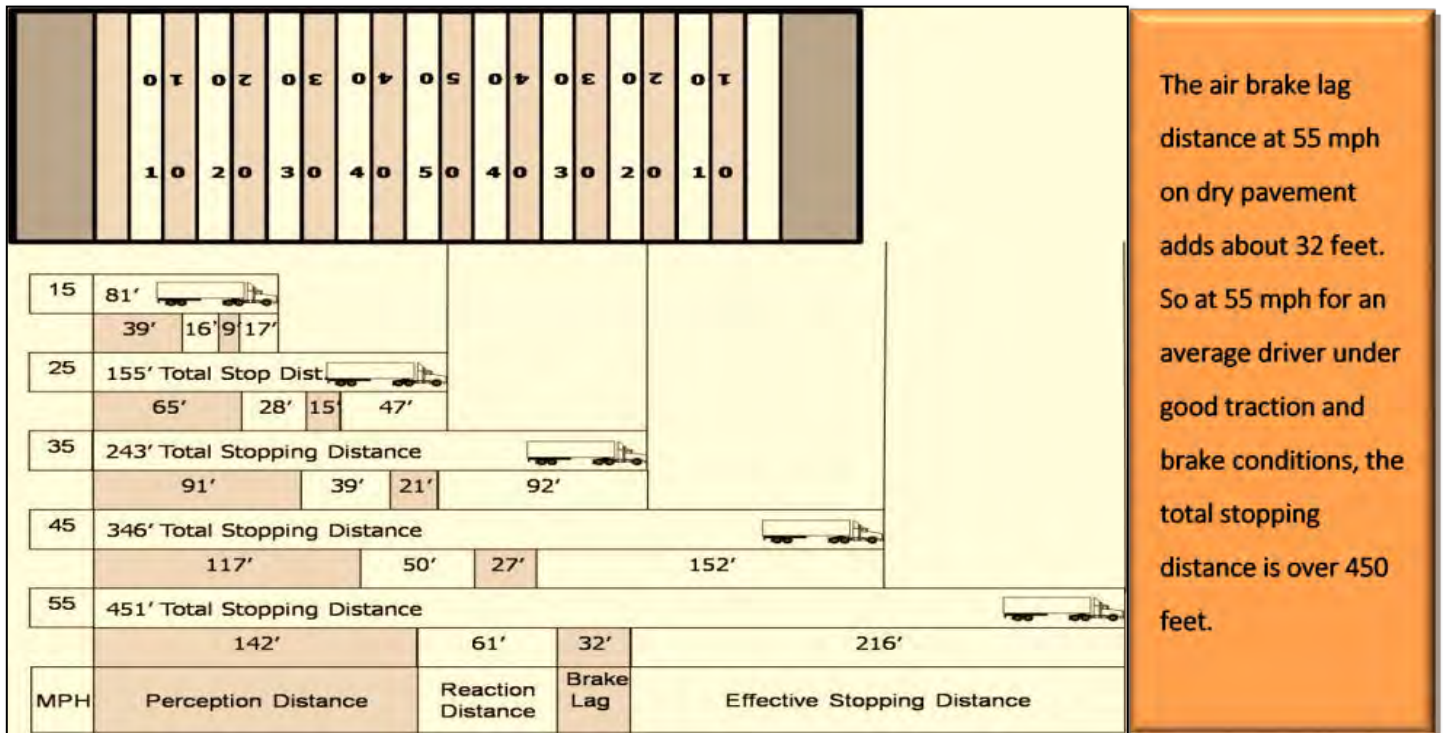 0 1 0 2 0 3 0 4 0 5 0 4 0 3 0 2 0 1
1 0 2 0 3 0 4 0 5 0 4 0 3 0 2 0 1 0
15 81′
39′ 16′ 9′ 17′
25 155′ Total Stop Dist.
65′ 28′ 15′ 47′
35 243′ Total Stopping Distance
91′ 39′ 21′ 92′
45 346′ Total Stopping Distance
117′ 50′ 27′ 152′
55 451′ Total Stopping Distance
142′ 61′ 32′ 216′
MPH Perception Distance Reaction Distance Brake Lag Effective Stopping Distance
The air brake lag
distance at 55 mph
on dry pavement
adds about 32 feet.
So at 55 mph for an
average driver under
good traction and
brake conditions, the
total stopping
distance is over 450
feet.